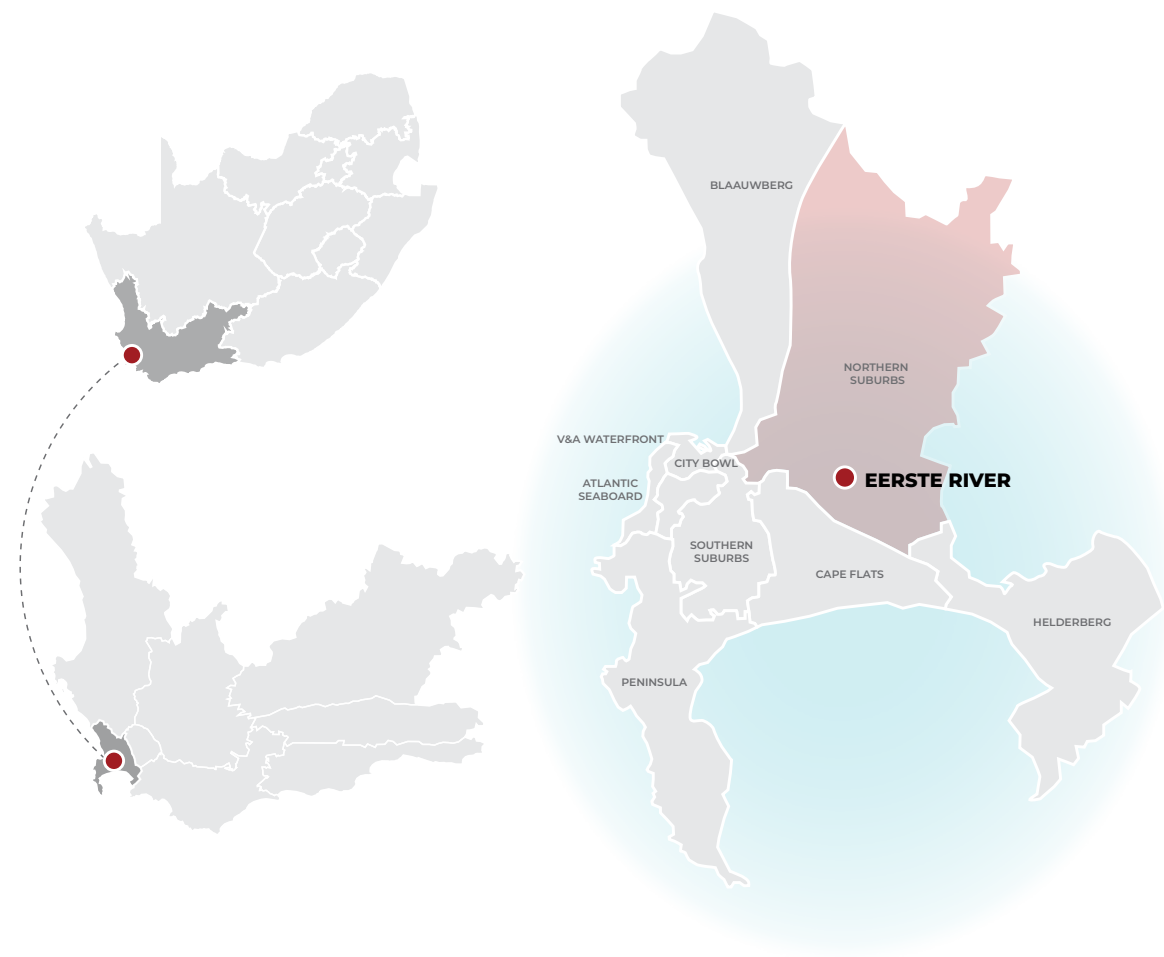 BLAAUWBERG
NORTHERN
SUBURBS
V&A WATERFRONT
CITY BOWL
ATLANTIC
SEABOARD
EERSTE RIVER
SOUTHERN
SUBURBS
CAPE FLATS
HELDERBERG
PENINSULA